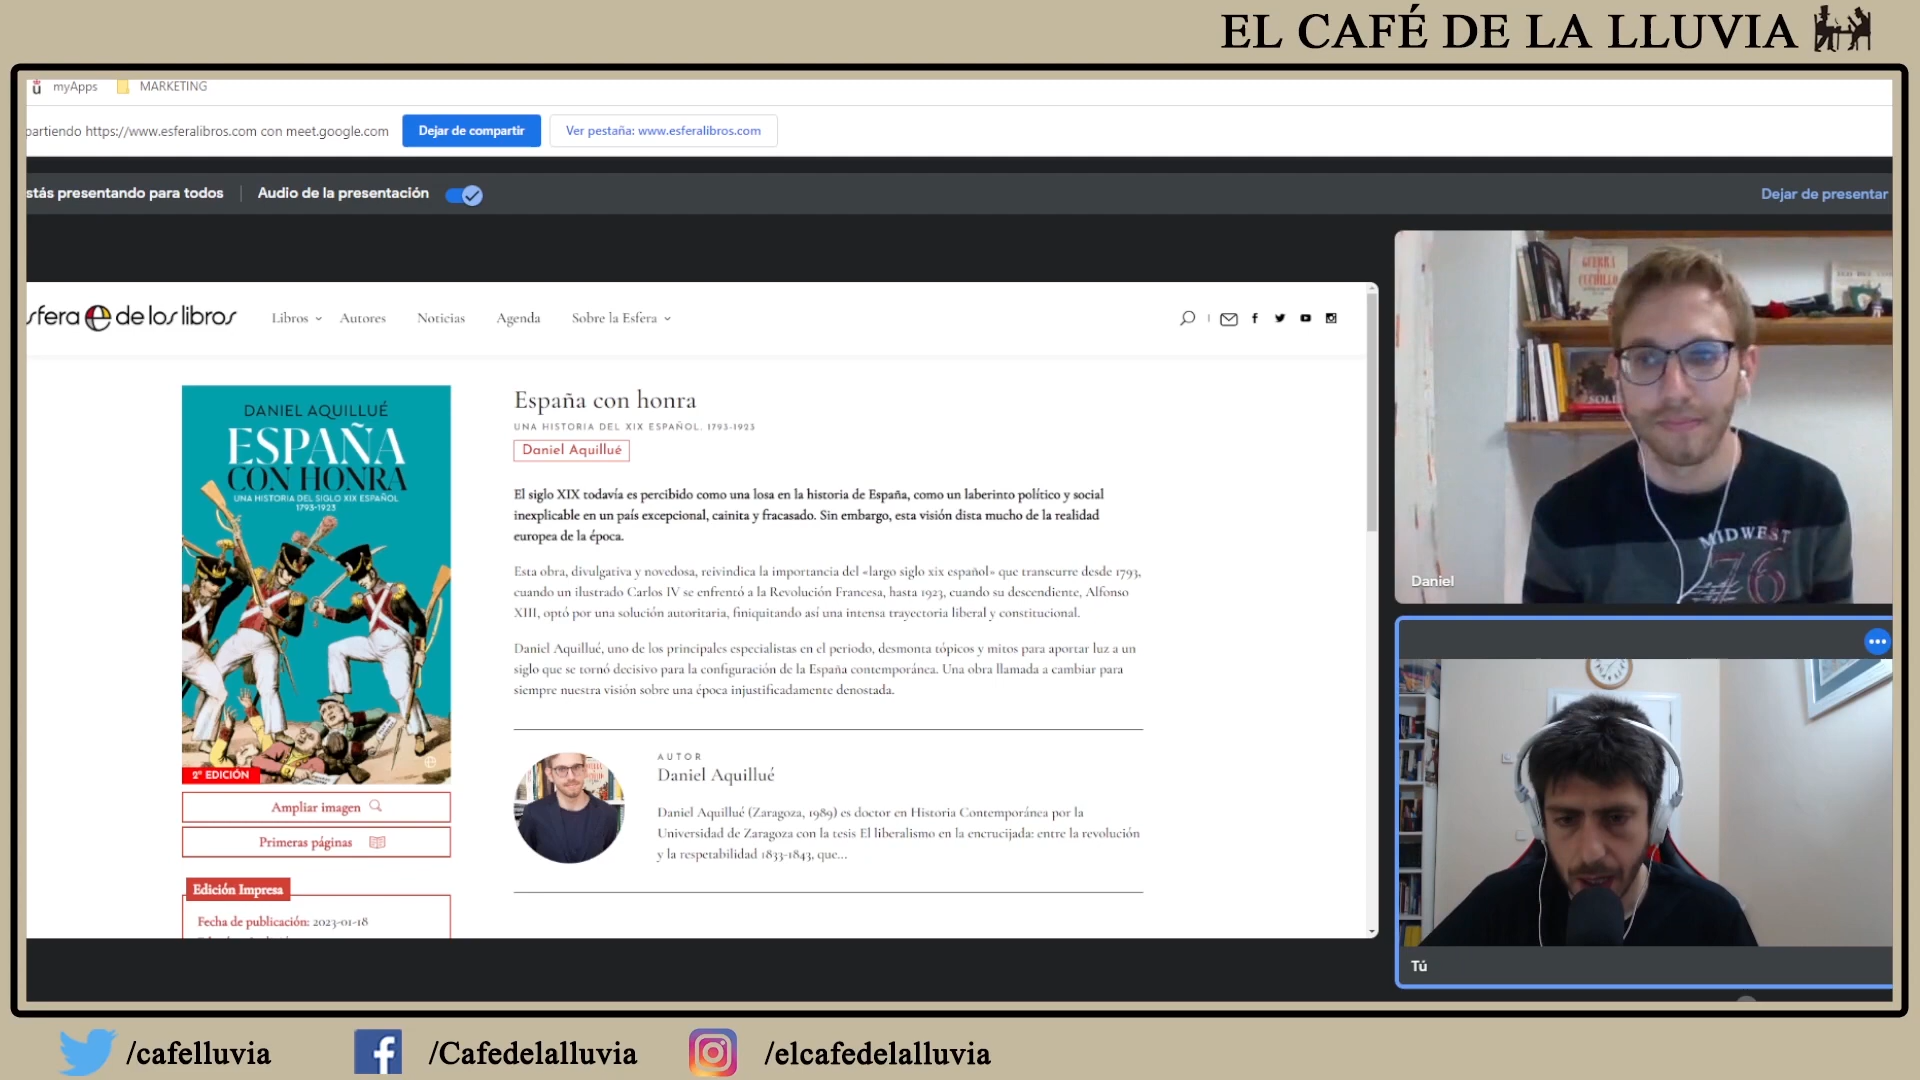 EL CAFÉ DE LA LLUVIA
myApps MARKETING
partiendo https://www.esferalibros.com con meet.google.com Dejar de compartir Ver pestaña: www.esferalibros.com
stás presentando para todos Audio de la presentación Dejar de presentar
sfera de los libros Libros Autores Noticias Agenda Sobre la Esfera
DANIEL AQUILLUÉ
ESPAÑA
CON HONRA
UNA HISTORIA DEL SIGLO XIX ESPAÑOL
1793-1923
2ª EDICIÓN
Ampliar imagen
Primeras páginas
Edición Impresa
Fecha de publicación: 2023-01-18
España con honra
UNA HISTORIA DEL XIX ESPAÑOL. 1793-1923
Daniel Aquillué
El siglo XIX todavía es percibido como una losa en la historia de España, como un laberinto político y social
inexplicable en un país excepcional, cainita y fracasado. Sin embargo, esta visión dista mucho de la realidad
europea de la época.
Esta obra, divulgativa y novedosa, reivindica la importancia del «largo siglo xix español» que transcurre desde 1793,
cuando un ilustrado Carlos IV se enfrentó a la Revolución Francesa, hasta 1923, cuando su descendiente, Alfonso
XIII, optó por una solución autoritaria, finiquitando así una intensa trayectoria liberal y constitucional.
Daniel Aquillué, uno de los principales especialistas en el periodo, desmonta tópicos y mitos para aportar luz a un
siglo que se tornó decisivo para la configuración de la España contemporánea. Una obra llamada a cambiar para
siempre nuestra visión sobre una época injustificadamente denostada.
AUTOR
Daniel Aquillué
Daniel Aquillué (Zaragoza, 1989) es doctor en Historia Contemporánea por la
Universidad de Zaragoza con la tesis El liberalismo en la encrucijada: entre la revolución
y la respetabilidad 1833-1843, que...
GUERRA
CUCHILLO
MIDWEST
76
Daniel
Tú
/cafelluvia /Cafedelalluvia /elcafedelalluvia